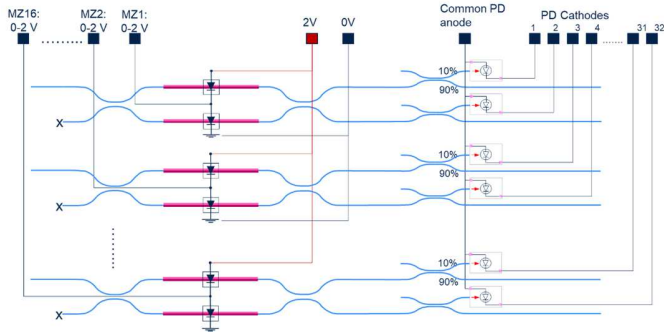 MZ16: MZ2: MZ1: 2V 0V Common PD anode PD Cathodes
0-2 V 0-2 V 0-2 V
1 2 3 4 31 32
10%
90%
X
10%
90%
X
10%
90%
X